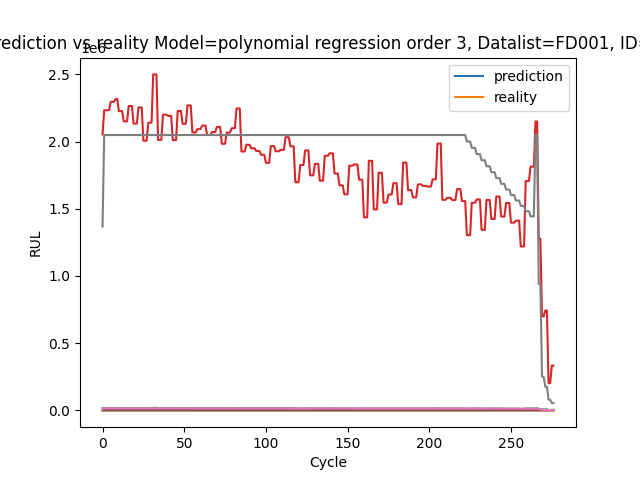 rediction vs reality Model=polynomial regression order 3, Datalist=FD001, ID=
1e6
prediction
reality
2.5
2.0
1.5
1.0
0.5
0.0
RUL
0 50 100 150 200 250
Cycle